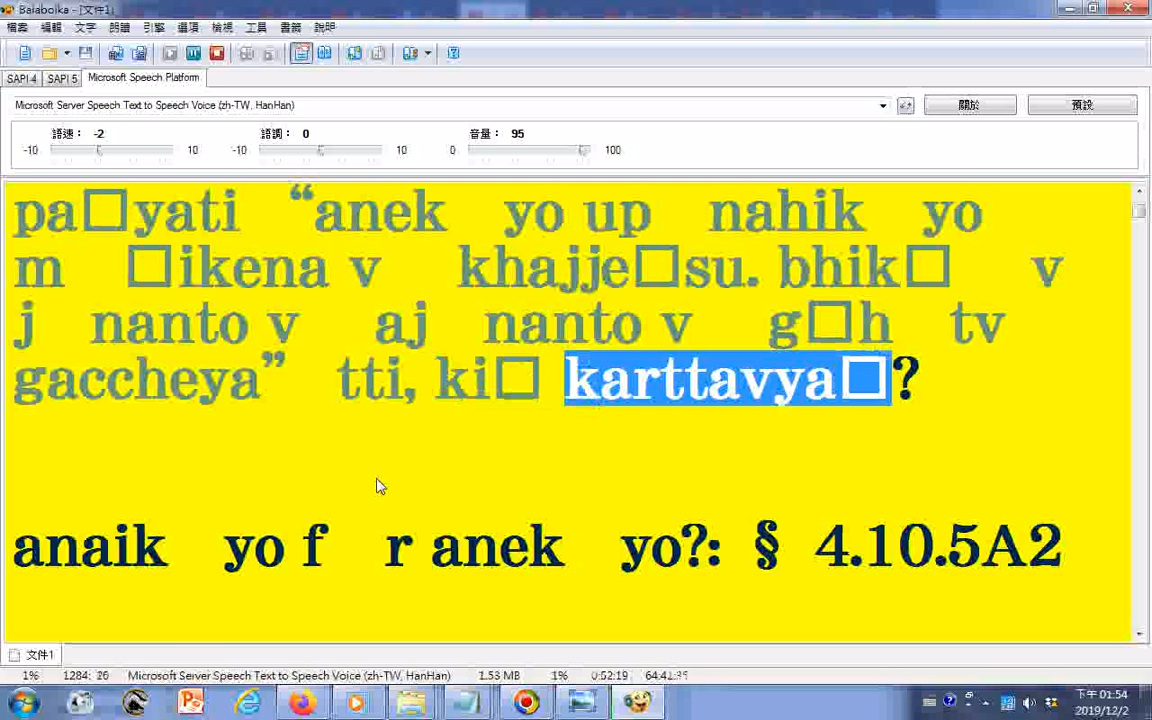 Balabolka - [文件1]
檔案 編輯 文字 朗讀 引擎 選項 檢視 工具 書籤 說明
SAPI 4 SAPI 5 Microsoft Speech Platform
Microsoft Server Speech Text to Speech Voice (zh-TW, HanHan) 關於 預設
語速： -2 語調： 0 音量： 95
-10 10 -10 10 0 100
pa□yati “anek yo up nahik yo
m □ikena v khajje□su. bhik□ v
j nanto v aj nanto v g□h tv
gaccheya” tti, ki□ karttavya□?
anaik yo f r anek yo?: § 4.10.5A2
文件1
1% 1284: 26 Microsoft Server Speech Text to Speech Voice (zh-TW, HanHan) 1.53 MB 1% 0:52:19
下午 01:54
2019/12/2